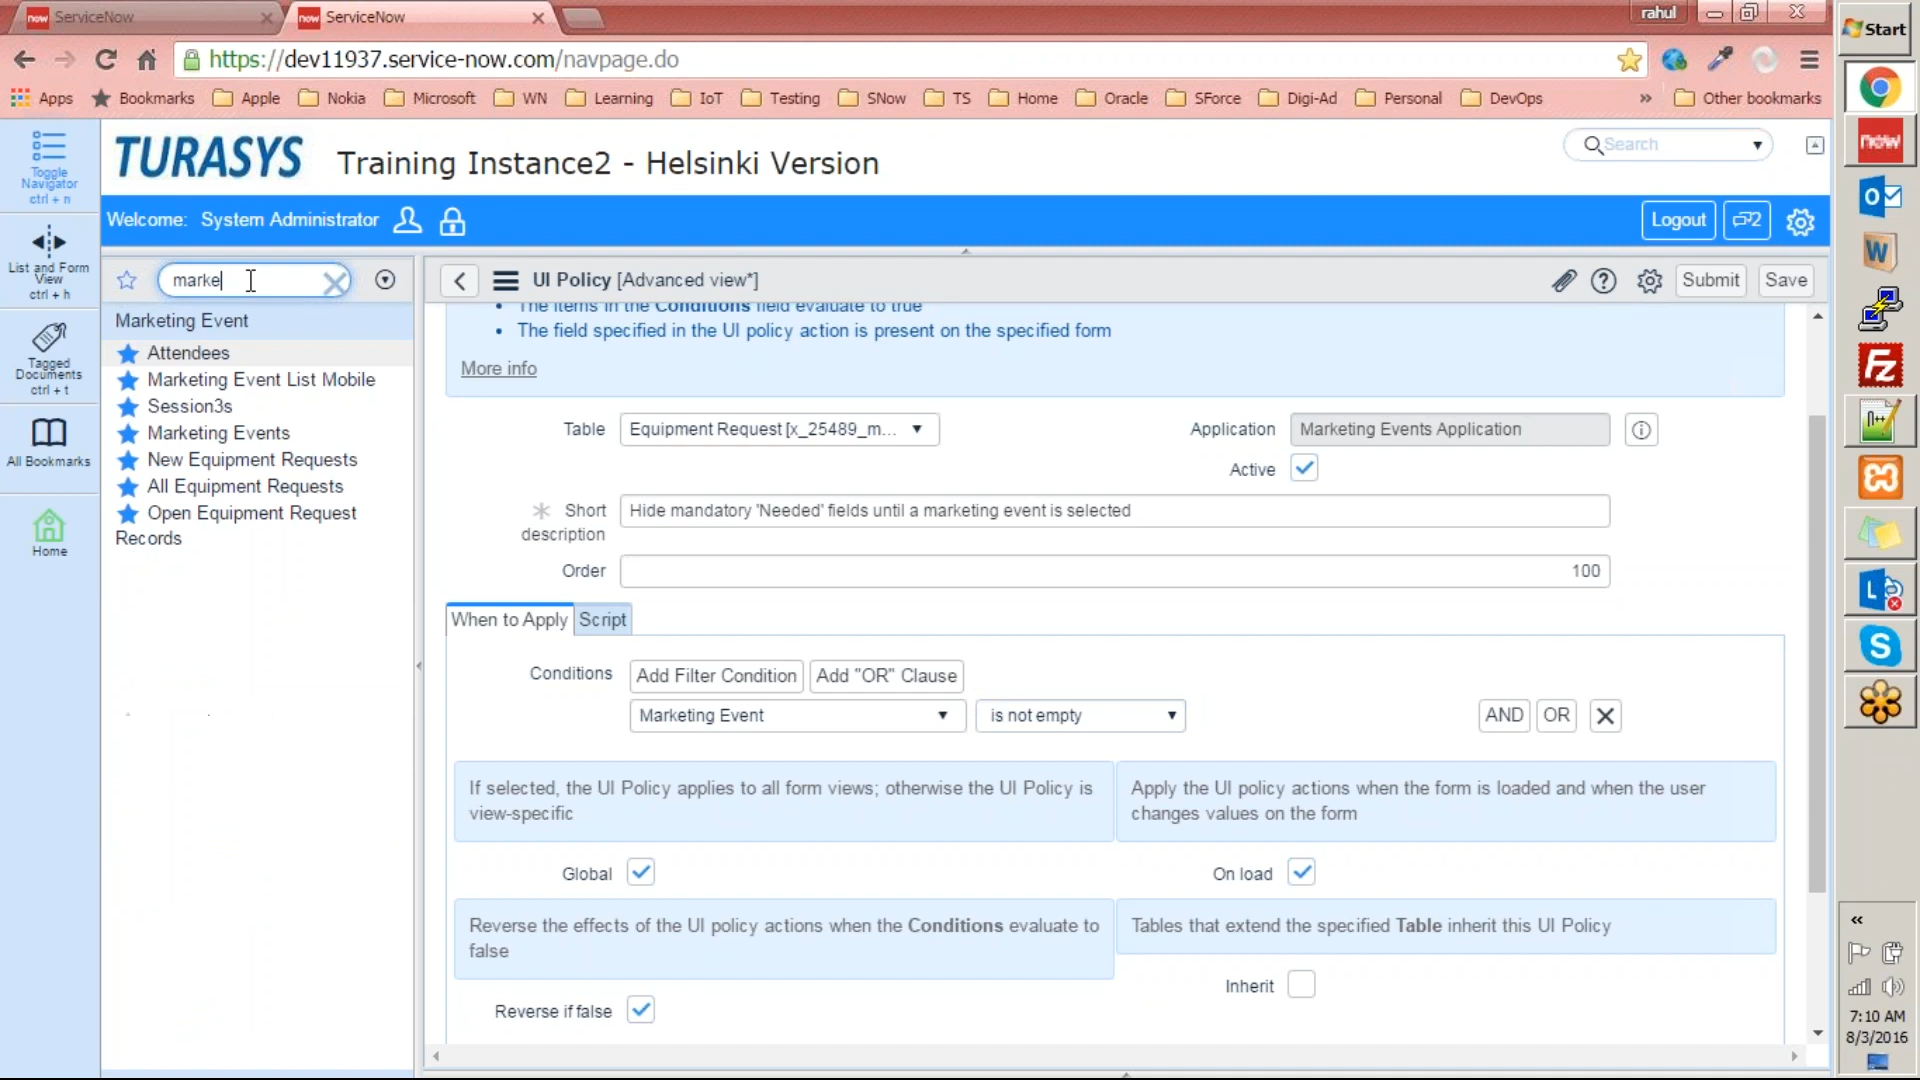 now ServiceNow
now ServiceNow
rahul
https://dev11937.service-now.com/navpage.do
Apps Bookmarks Apple Nokia Microsoft WN Learning IoT Testing SNow TS Home Oracle SForce Digi-Ad Personal DevOps » Other bookmarks
Start
now
Toggle
Navigator
ctrl + n
List and Form
View
ctrl + h
Tagged
Documents
ctrl + t
All Bookmarks
Home
TURASYS Training Instance2 - Helsinki Version
Search
Welcome: System Administrator
Logout
2
marke
Marketing Event
Attendees
Marketing Event List Mobile
Session3s
Marketing Events
New Equipment Requests
All Equipment Requests
Open Equipment Request
Records
UI Policy [Advanced view*]
Submit
Save
• The items in the Conditions field evaluate to true
• The field specified in the UI policy action is present on the specified form
More info
Table Equipment Request [x_25489_m...
Application Marketing Events Application
Active
Short
description
Hide mandatory 'Needed' fields until a marketing event is selected
Order 100
When to Apply Script
Conditions Add Filter Condition Add "OR" Clause
Marketing Event is not empty AND OR
If selected, the UI Policy applies to all form views; otherwise the UI Policy is
view-specific
Apply the UI policy actions when the form is loaded and when the user
changes values on the form
Global
On load
Reverse the effects of the UI policy actions when the Conditions evaluate to
false
Tables that extend the specified Table inherit this UI Policy
Inherit
Reverse if false
7:10 AM
8/3/2016